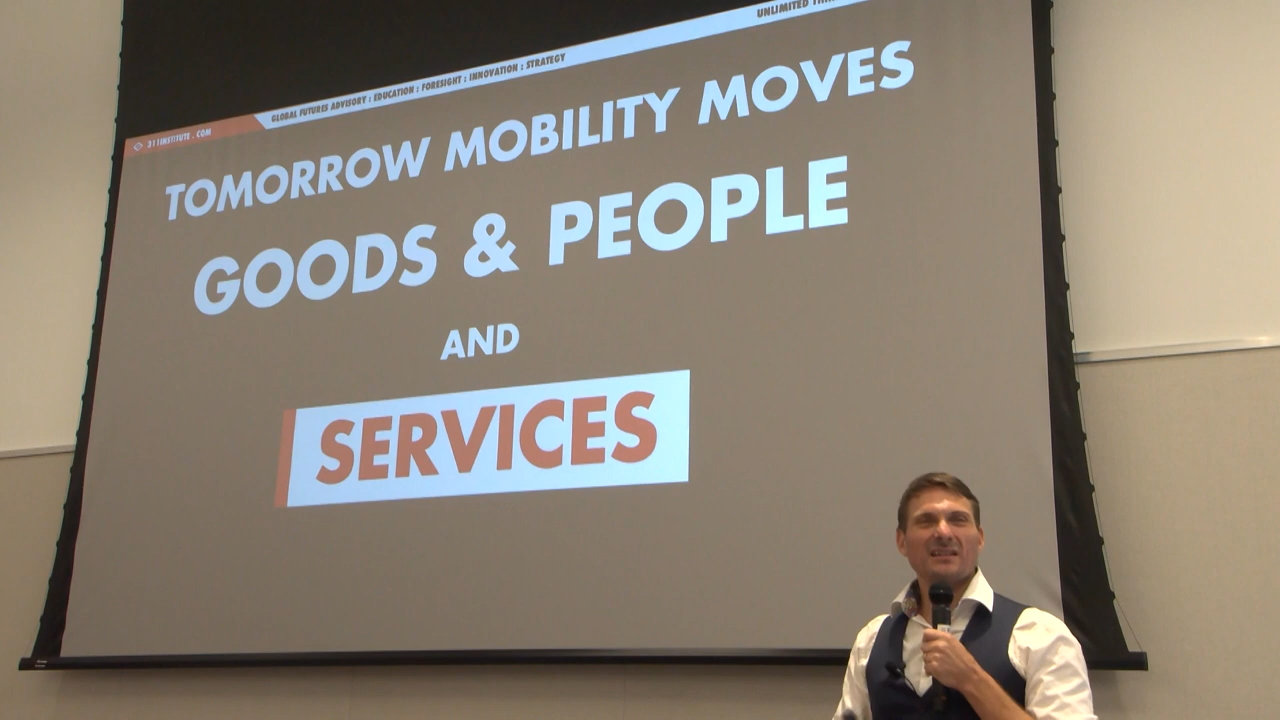 UNLIMITED
GLOBAL FUTURES ADVISORY : EDUCATION : FORESIGHT : INNOVATION : STRATEGY
311INSTITUTE . COM
TOMORROW MOBILITY MOVES
GOODS & PEOPLE
AND
SERVICES